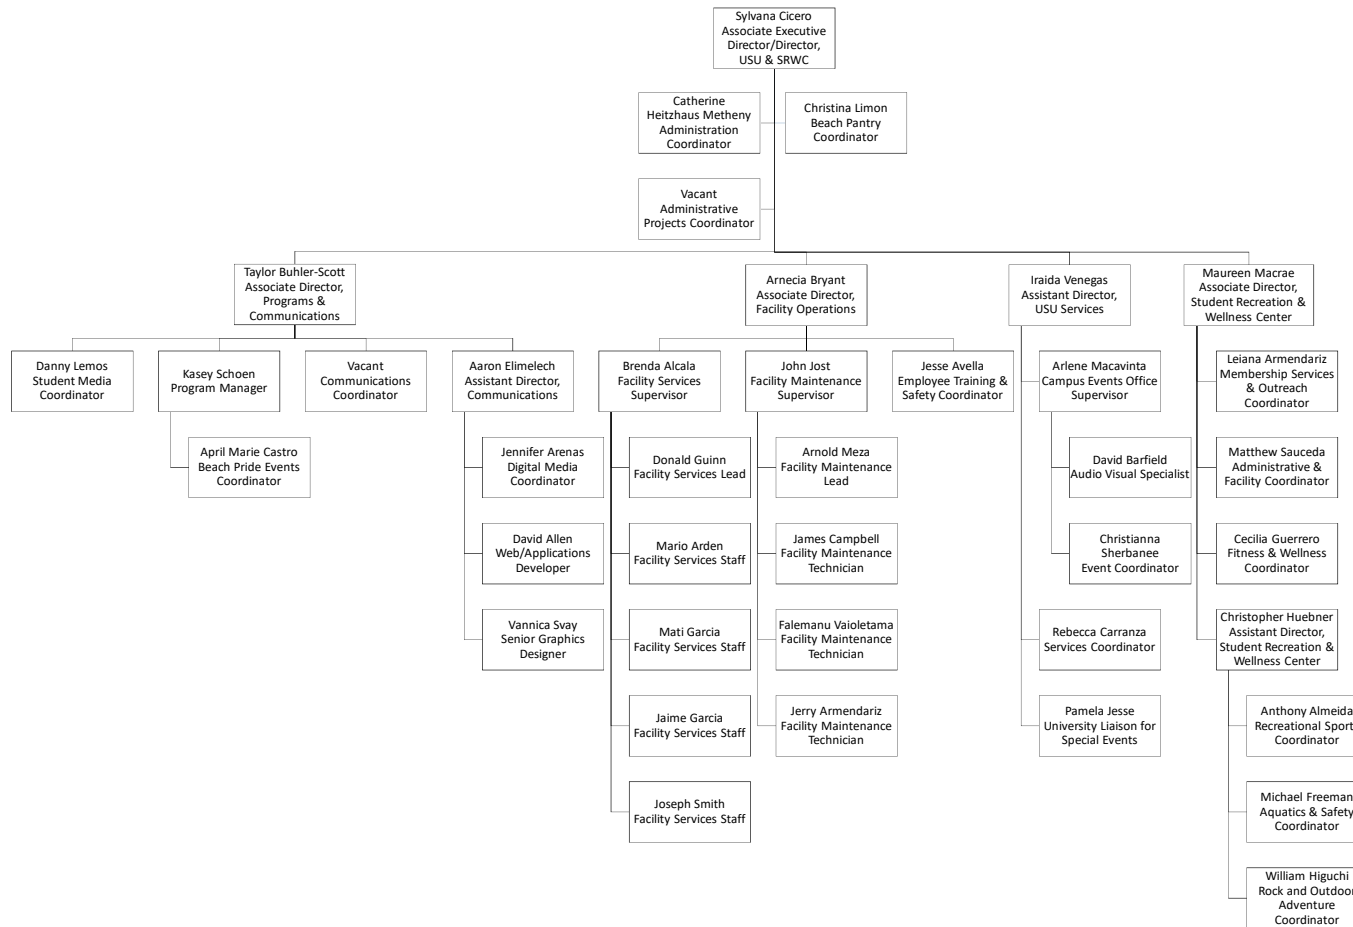 Sylvana Cicero
Associate Executive
Director/Director,
USU & SRWC
Catherine
Heitzhaus Metheny
Administration
Coordinator
Christina Limon
Beach Pantry
Coordinator
Vacant
Administrative
Projects Coordinator
Taylor Buhler-Scott
Associate Director,
Programs &
Communications
Arnecia Bryant
Associate Director,
Facility Operations
Iraida Venegas
Assistant Director,
USU Services
Maureen Macrae
Associate Director,
Student Recreation &
Wellness Center
Danny Lemos
Student Media
Coordinator
Kasey Schoen
Program Manager
Vacant
Communications
Coordinator
Aaron Elimelech
Assistant Director,
Communications
Brenda Alcala
Facility Services
Supervisor
John Jost
Facility Maintenance
Supervisor
Jesse Avella
Employee Training &
Safety Coordinator
Arlene Macavinta
Campus Events Office
Supervisor
Leiana Armendariz
Membership Services
& Outreach
Coordinator
April Marie Castro
Beach Pride Events
Coordinator
Jennifer Arenas
Digital Media
Coordinator
Donald Guinn
Facility Services Lead
Arnold Meza
Facility Maintenance
Lead
David Barfield
Audio Visual Specialist
Matthew Sauceda
Administrative &
Facility Coordinator
David Allen
Web/Applications
Developer
Mario Arden
Facility Services Staff
James Campbell
Facility Maintenance
Technician
Christianna
Sherbanee
Event Coordinator
Cecilia Guerrero
Fitness & Wellness
Coordinator
Vannica Svay
Senior Graphics
Designer
Mati Garcia
Facility Services Staff
Falemanu Vaioletama
Facility Maintenance
Technician
Rebecca Carranza
Services Coordinator
Christopher Huebner
Assistant Director,
Student Recreation &
Wellness Center
Jaime Garcia
Facility Services Staff
Jerry Armendariz
Facility Maintenance
Technician
Pamela Jesse
University Liaison for
Special Events
Anthony Almeida
Recreational Sport
Coordinator
Joseph Smith
Facility Services Staff
Michael Freeman
Aquatics & Safety
Coordinator
William Higuchi
Rock and Outdoor
Adventure
Coordinator